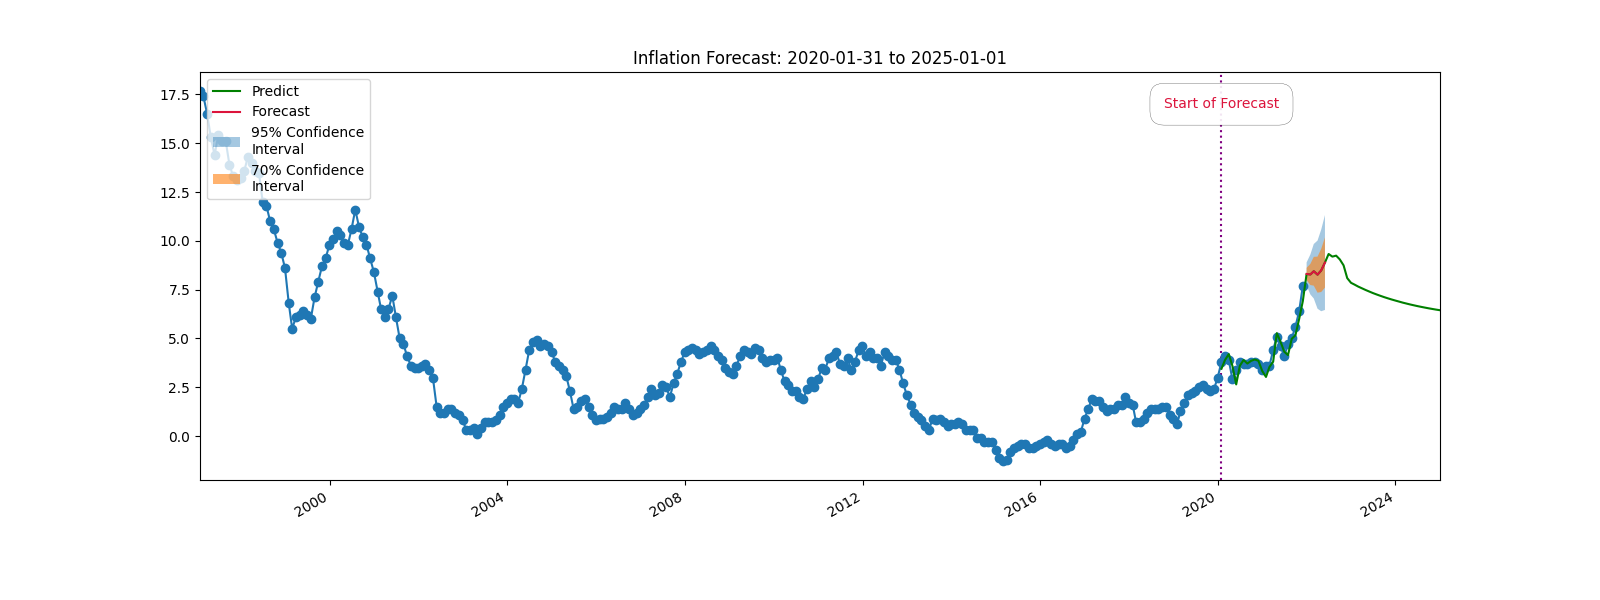 Inflation Forecast: 2020-01-31 to 2025-01-01
17.5
15.0
12.5
10.0
7.5
5.0
2.5
0.0
Predict
Forecast
95% Confidence
Interval
70% Confidence
Interval
Start of Forecast
2000
2004
2008
2012
2016
2020
2024